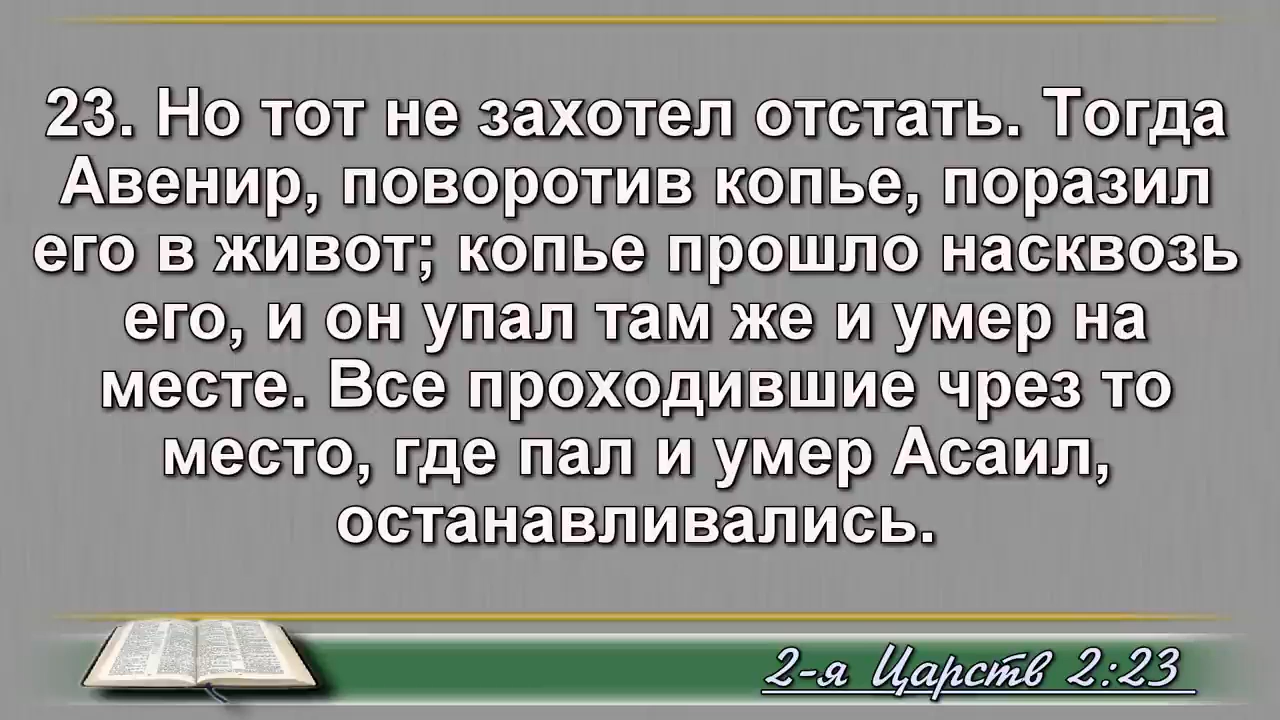 23. Но тот не захотел отстать. Тогда
Авенир, поворотив копье, поразил
его в живот; копье прошло насквозь
его, и он упал там же и умер на
месте. Все проходившие чрез то
место, где пал и умер Асаил,
останавливались.
2-я Царств 2:23